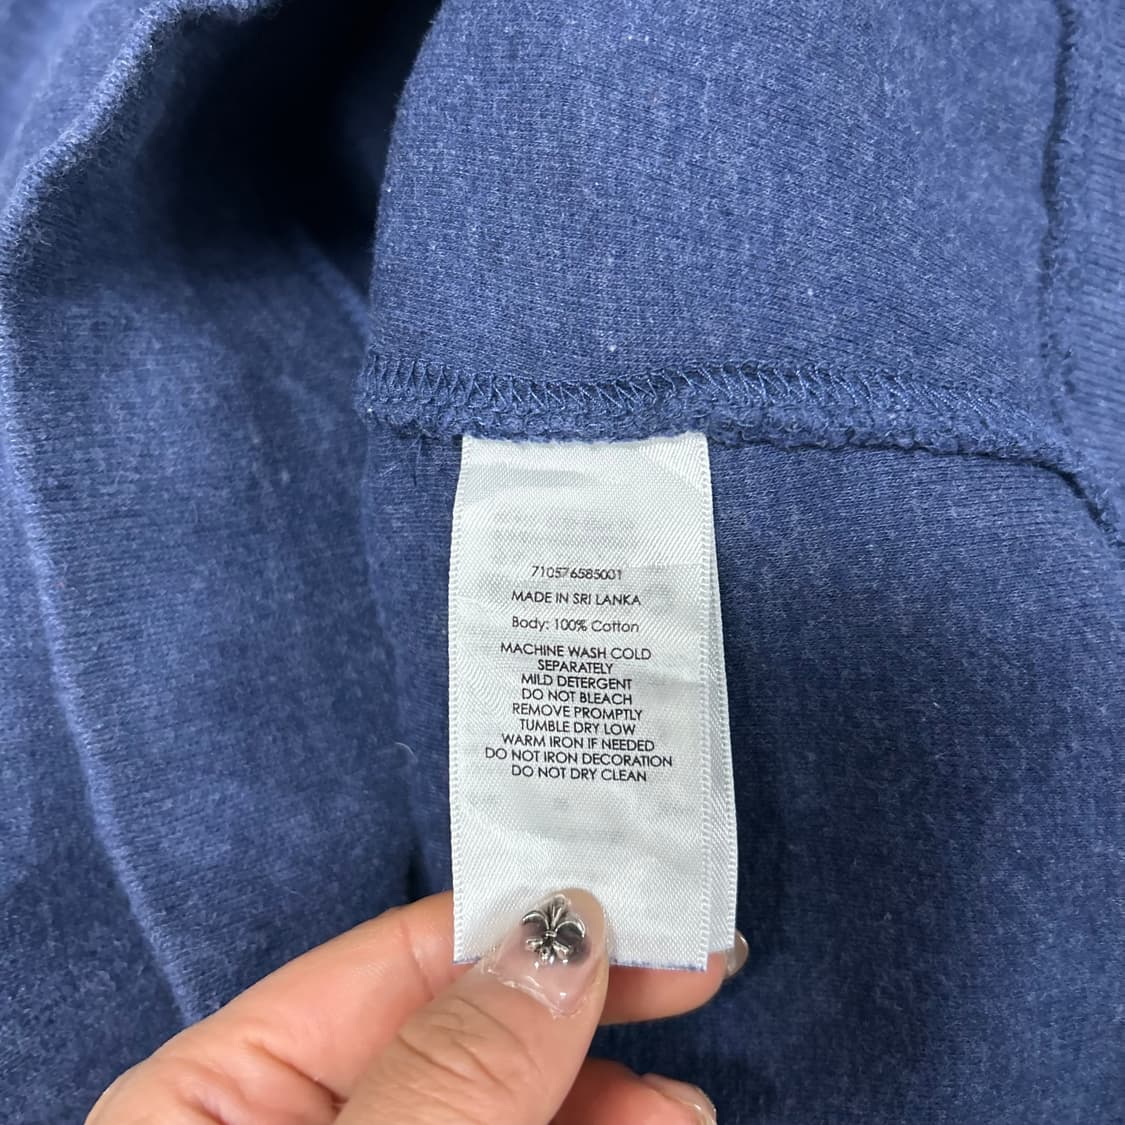 710576585001
MADE IN SRI LANKA
Body: 100% Cotton
MACHINE WASH COLD
SEPARATELY
MILD DETERGENT
DO NOT BLEACH
REMOVE PROMPTLY
TUMBLE DRY LOW
WARM IRON IF NEEDED
DO NOT IRON DECORATION
DO NOT DRY CLEAN